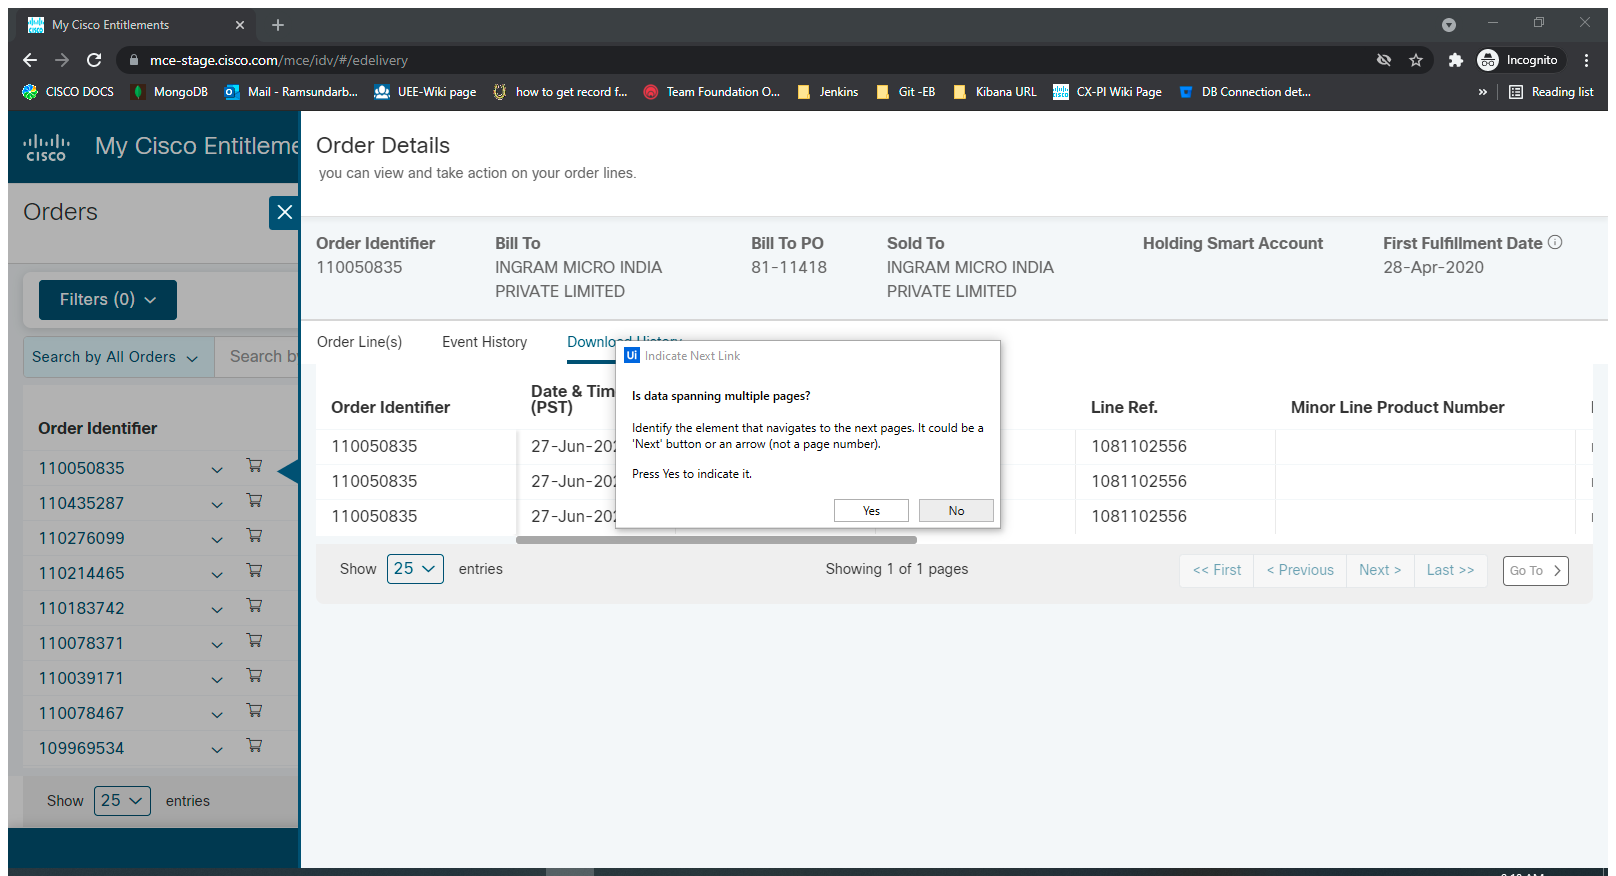 My Cisco Entitlements
mce-stage.cisco.com/mce/idv/#/edelivery
Incognito
CISCO DOCS
MongoDB
Mail - Ramsundarb...
UEE-Wiki page
how to get record f...
Team Foundation O...
Jenkins
Git -EB
Kibana URL
CX-PI Wiki Page
DB Connection det...
»
Reading list
CISCO
My Cisco Entitleme
Orders
Filters (0)
Search by All Orders
Search b
Order Identifier
110050835
110435287
110276099
110214465
110183742
110078371
110039171
110078467
109969534
Show 25 entries
Order Details
you can view and take action on your order lines.
Order Identifier
110050835
Bill To
INGRAM MICRO INDIA
PRIVATE LIMITED
Bill To PO
81-11418
Sold To
INGRAM MICRO INDIA
PRIVATE LIMITED
Holding Smart Account
First Fulfillment Date
28-Apr-2020
Order Line(s) Event History Download History
Order Identifier
Date & Tim
(PST)
Line Ref.
Minor Line Product Number
110050835 27-Jun-202 1081102556
110050835 27-Jun-202 1081102556
110050835 27-Jun-202 1081102556
Show 25 entries
Showing 1 of 1 pages
<< First < Previous Next > Last >> Go To >
Ui Indicate Next Link
Is data spanning multiple pages?
Identify the element that navigates to the next pages. It could be a
'Next' button or an arrow (not a page number).
Press Yes to indicate it.
Yes No